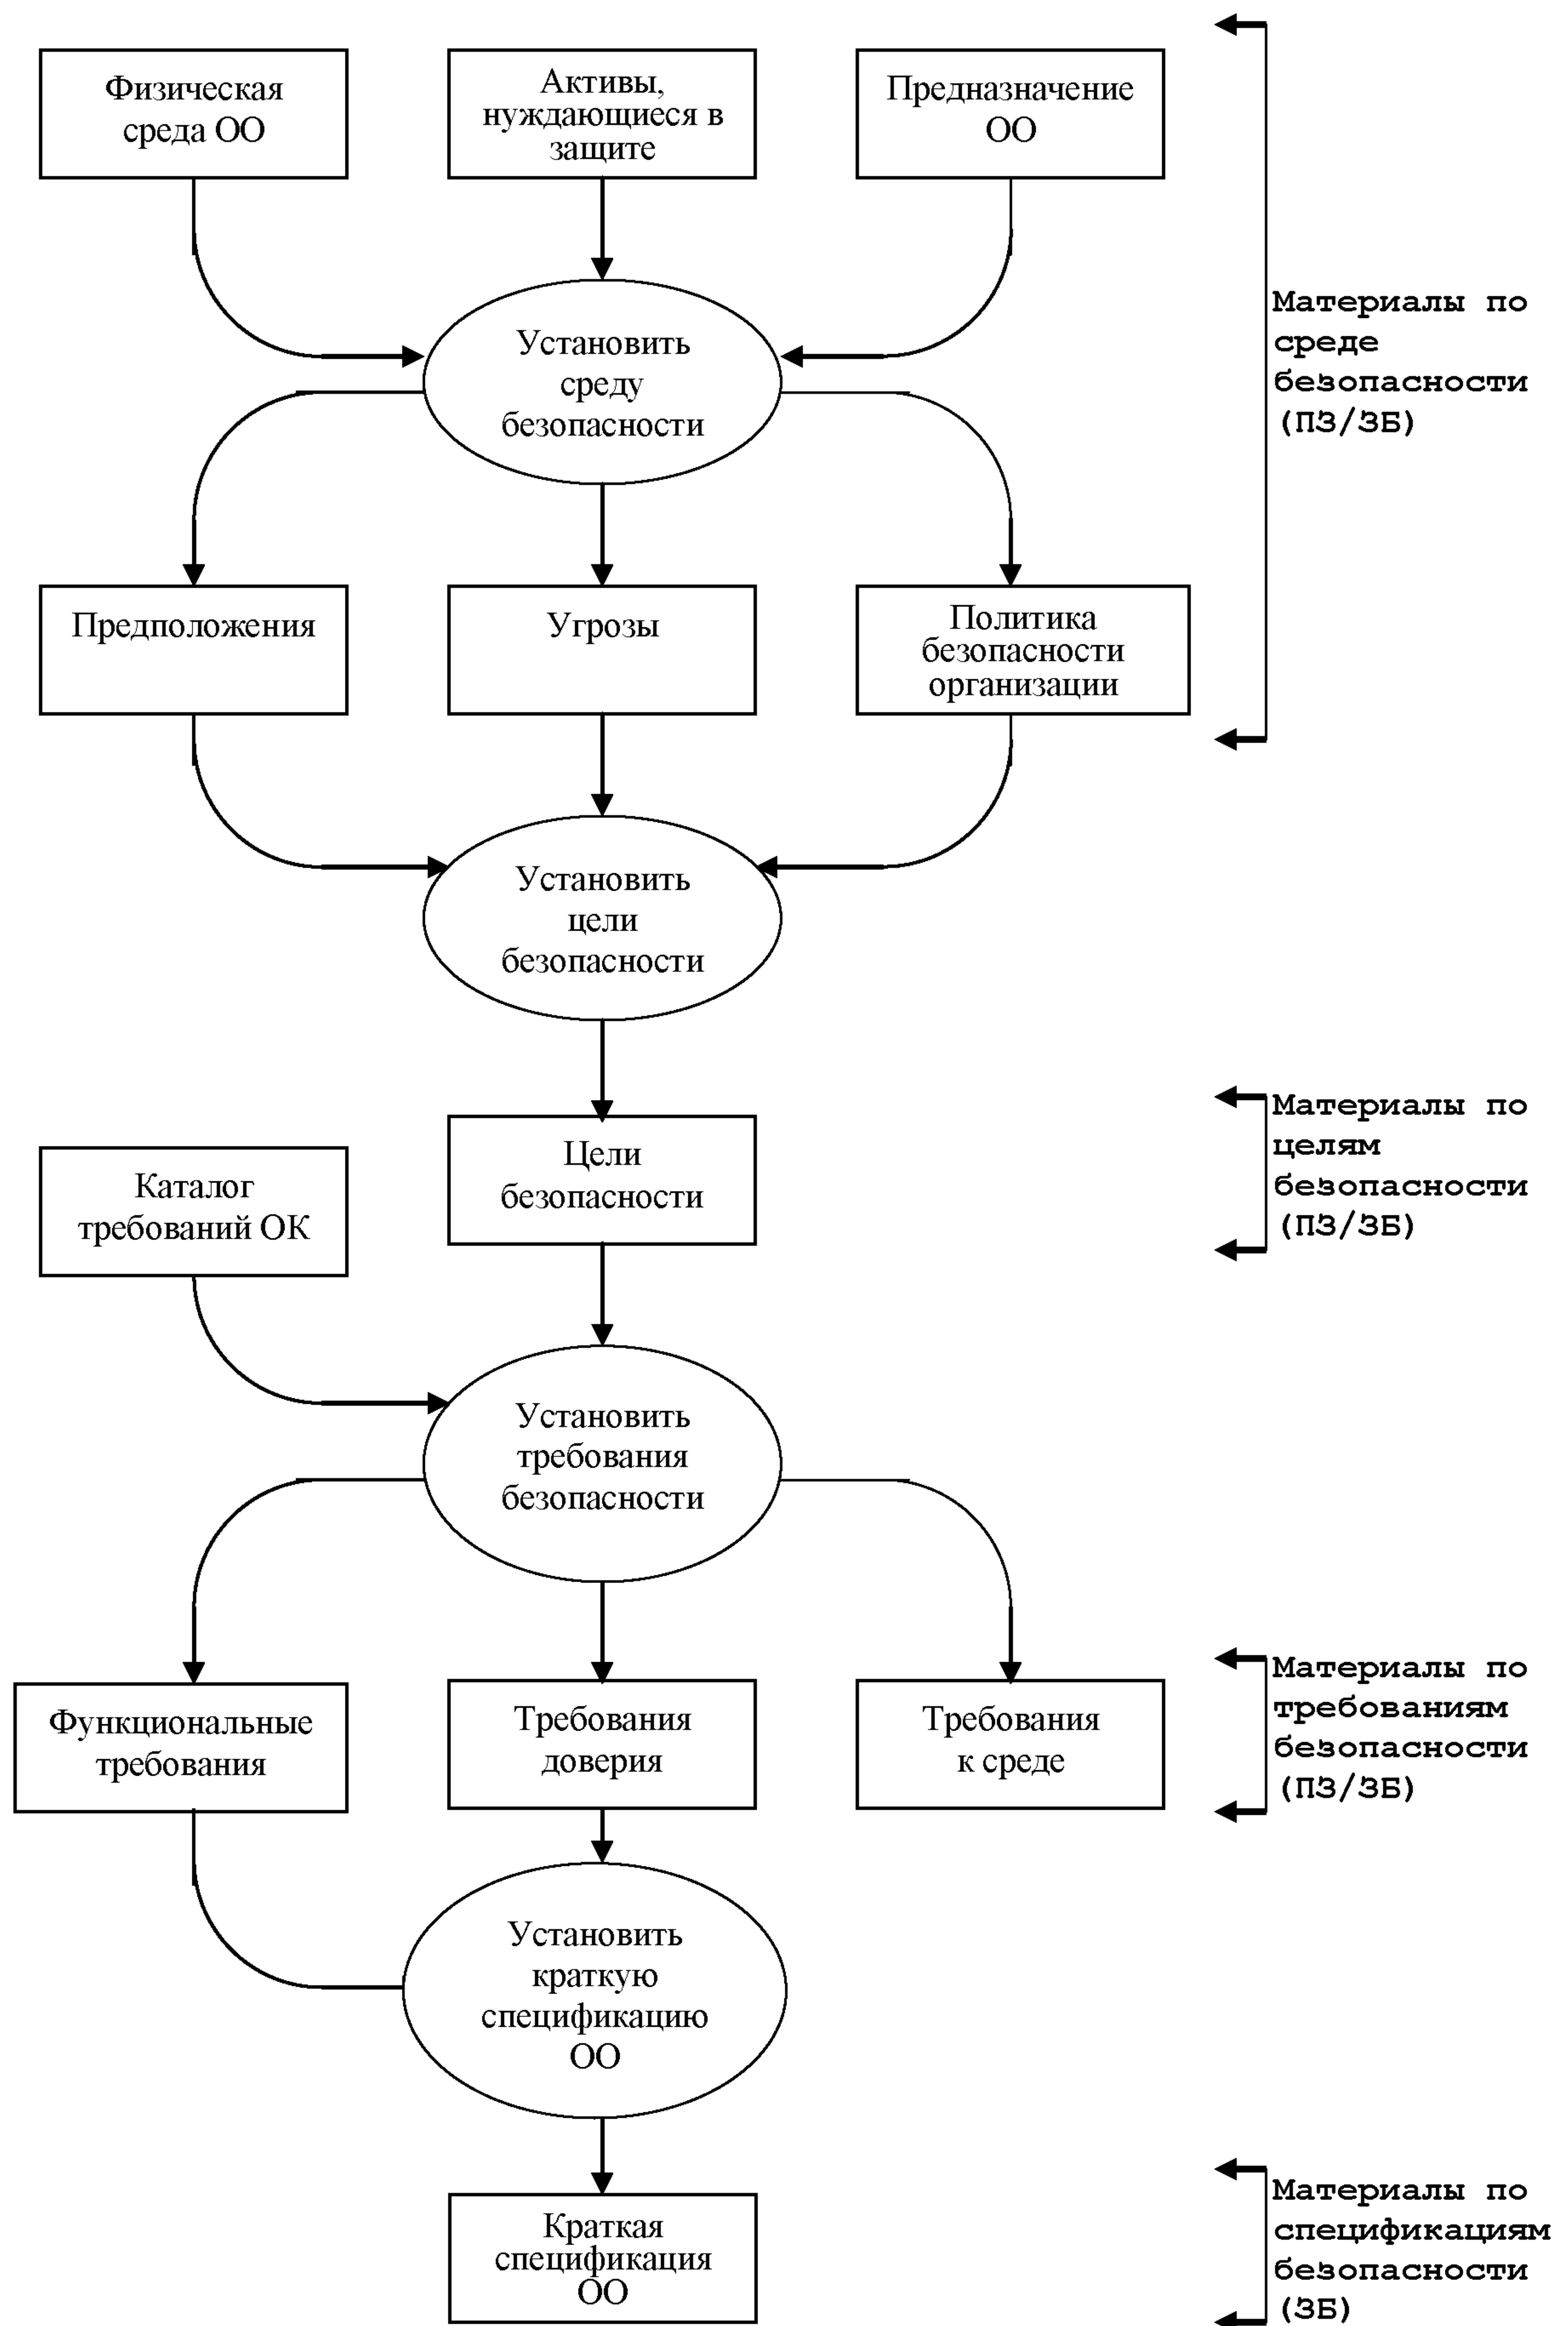 Физическая
среда ОО
Активы,
нуждающиеся в
защите
Предназначение
ОО
Установить
среду
безопасности
Материалы по
среде
безопасности
(ПЗ/ЗБ)
Предположения
Угрозы
Политика
безопасности
организации
Установить
цели
безопасности
Цели
безопасности
Материалы по
целям
безопасности
(ПЗ/ЗБ)
Каталог
требований ОК
Установить
требования
безопасности
Функциональные
требования
Требования
доверия
Требования
к среде
Материалы по
требованиям
безопасности
(ПЗ/ЗБ)
Установить
краткую
спецификацию
ОО
Краткая
спецификация
ОО
Материалы по
спецификациям
безопасности
(ЗБ)